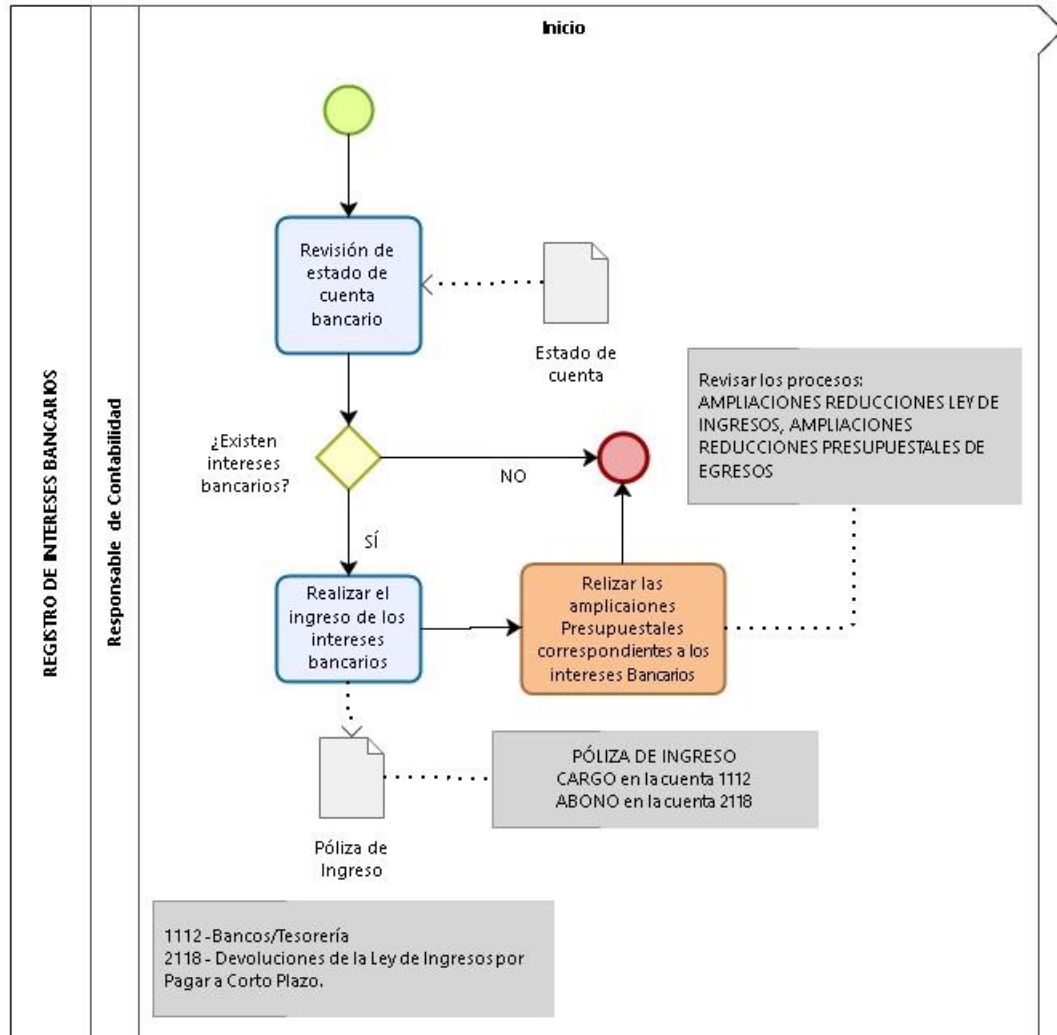 REGISTRO DE INTERESES BANCARIOS
Responsable de Contabilidad
Inicio
Revisión de
estado de
cuenta
bancario
Estado de
cuenta
¿Existen
intereses
bancarios?
NO
SÍ
Revisar los procesos:
AMPLIACIONES REDUCCIONES LEY DE
INGRESOS, AMPLIACIONES
REDUCCIONES PRESUPUESTALES DE
EGRESOS
Realizar el
ingreso de los
intereses
bancarios
Relizar las
amplicaiones
Presupuestales
correspondientes a los
intereses Bancarios
Póliza de
Ingreso
PÓLIZA DE INGRESO
CARGO en la cuenta 1112
ABONO en la cuenta 2118
1112 -Bancos/Tesorería
2118 - Devoluciones de la Ley de Ingresos por
Pagar a Corto Plazo.